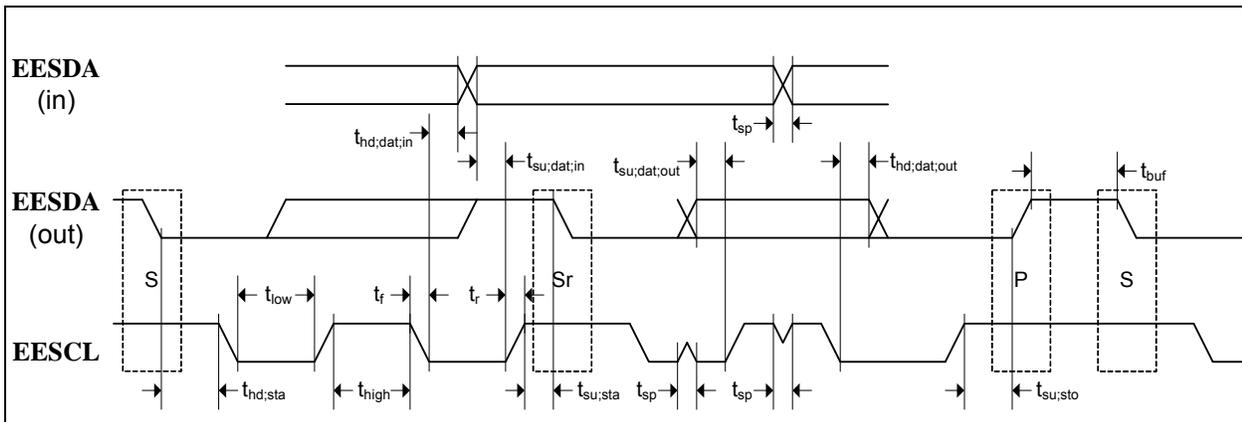 EESDA
(in)
t_sp
t_hd;dat;in
t_su;dat;in
t_su;dat;out
t_hd;dat;out
t_buf
EESDA
(out)
S
Sr
P
S
t_low
t_f
t_r
EESCL
t_hd;sta
t_high
t_su;sta
t_sp
t_sp
t_su;sto